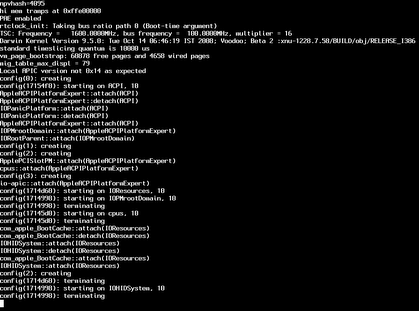 npvhash=4095
hi mem tramps at 0xffe00000
PAE enabled
rtclock_init: Taking bus ratio path 0 (Boot-time argument)
TSC: Frequency = 1600.0000MHz, bus frequency = 100.0000MHz, multiplier = 16
Darwin Kernel Version 9.5.0: Tue Oct 14 06:46:19 IST 2008; Voodoo; Beta 2 :xnu-1228.7.58/BUILD/obj/RELEASE_I386
standard timeslicing quantum is 10000 us
vm_page_bootstrap: 60878 free pages and 4658 wired pages
mig_table_max_displ = 79
Local APIC version not 0x14 as expected
config(0): creating
config(17154f0): starting on ACPI, 10
AppleACPIPlatformExpert::attach(ACPI)
AppleACPIPlatformExpert::detach(ACPI)
IOPanicPlatform::attach(ACPI)
IOPanicPlatform::detach(ACPI)
AppleACPIPlatformExpert::attach(ACPI)
IOPMrootDomain::attach(AppleACPIPlatformExpert)
IORootParent::attach(IOPMrootDomain)
config(1): creating
config(2): creating
ApplePCISlotPM::attach(AppleACPIPlatformExpert)
cpus::attach(AppleACPIPlatformExpert)
config(3): creating
io-apic::attach(AppleACPIPlatformExpert)
config(1714d60): starting on IOResources, 10
config(1714998): starting on IOPMrootDomain, 10
config(1714998): terminating
config(17145d0): starting on cpus, 10
config(17145d0): terminating
com_apple_BootCache::attach(IOResources)
com_apple_BootCache::detach(IOResources)
IOHIDSystem::attach(IOResources)
IOHIDSystem::detach(IOResources)
com_apple_BootCache::attach(IOResources)
IOHIDSystem::attach(IOResources)
config(2): creating
config(1714d60): terminating
config(1714998): starting on IOHIDSystem, 10
config(1714998): terminating